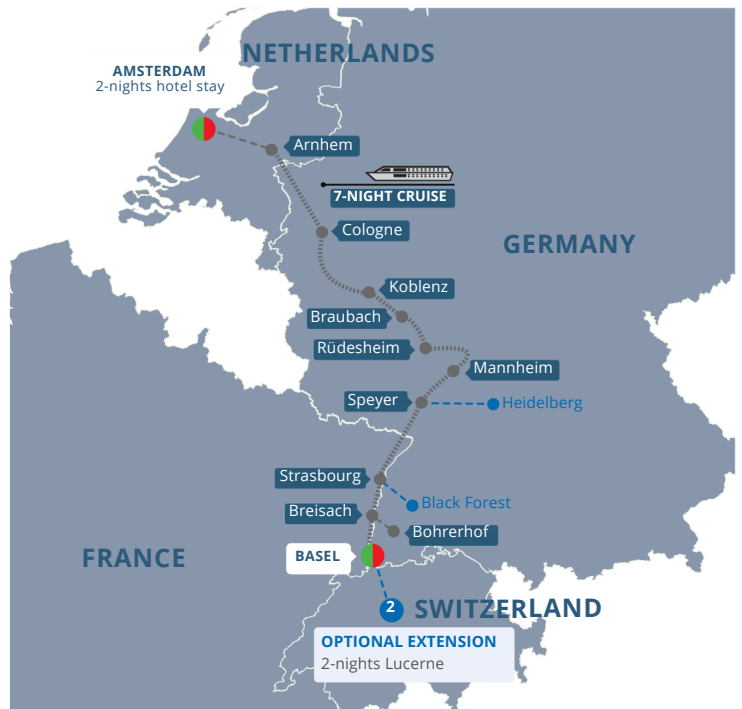 NETHERLANDS
AMSTERDAM
2-nights hotel stay
Arnhem
7-NIGHT CRUISE
Cologne
GERMANY
Koblenz
Braubach
Rüdesheim
Mannheim
Speyer
Heidelberg
Strasbourg
Black Forest
Breisach
Bohrerhof
FRANCE
BASEL
2
SWITZERLAND
OPTIONAL EXTENSION
2-nights Lucerne